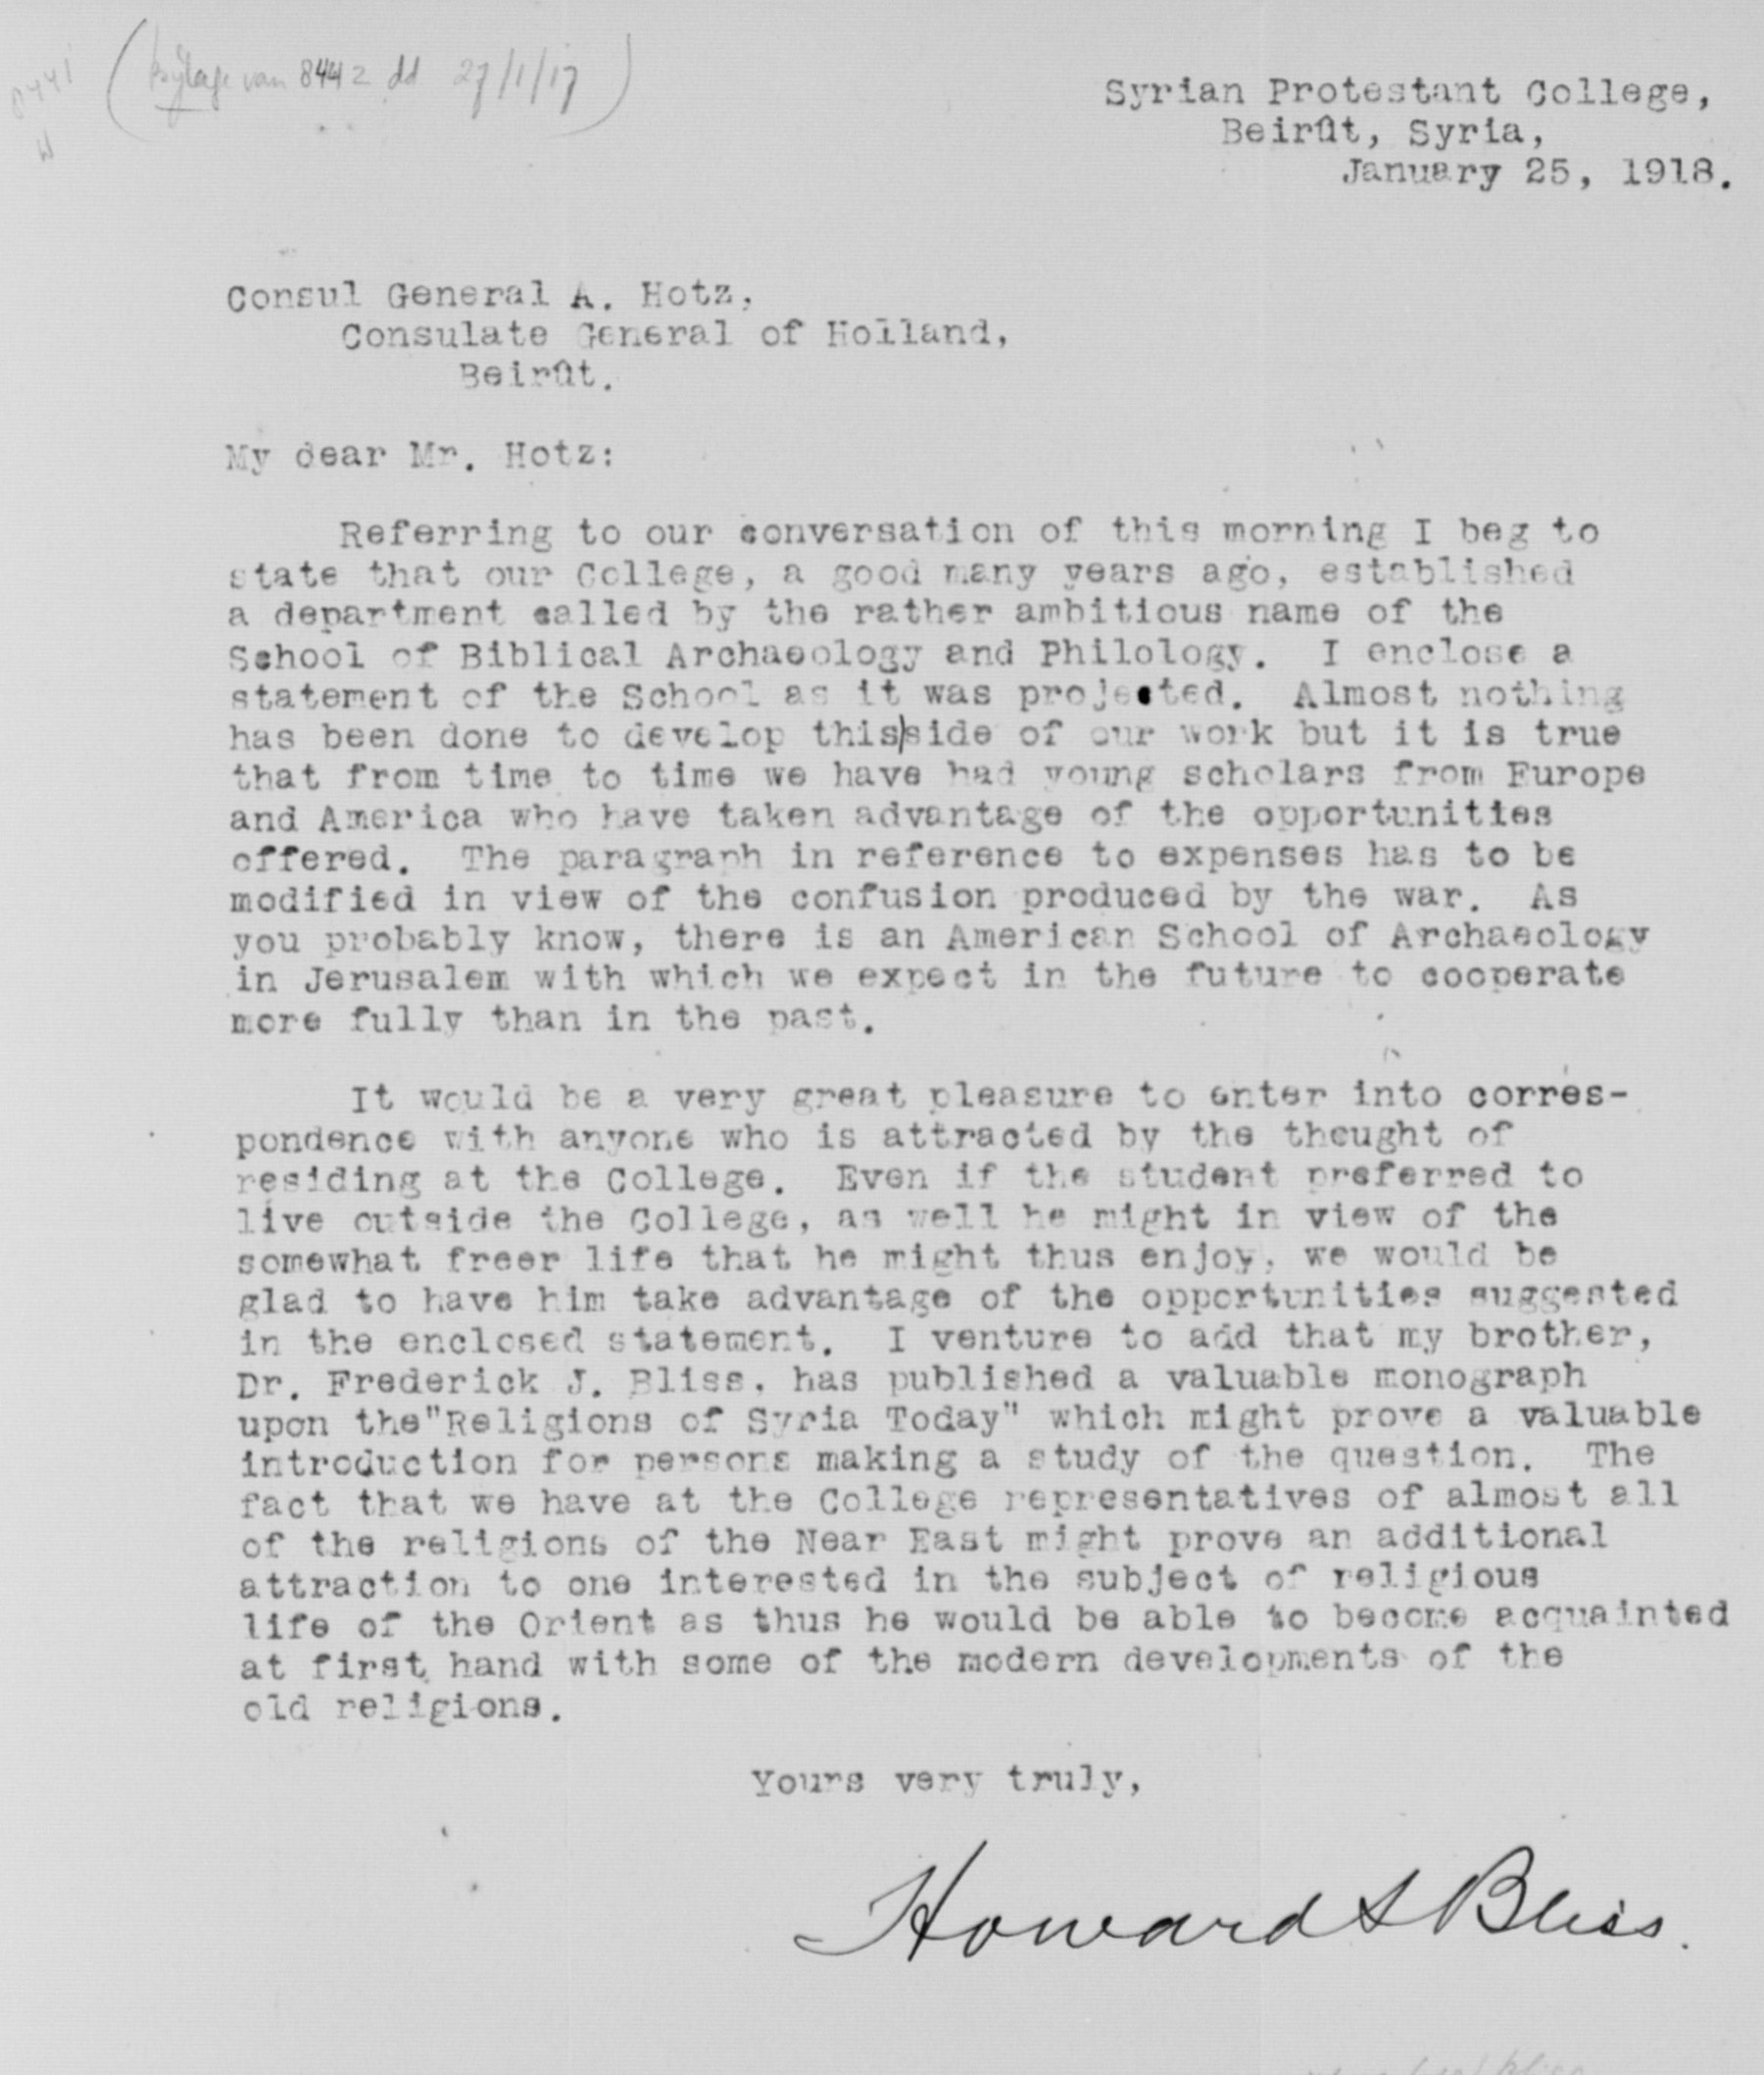 (bijlage van 8442 dd 27/1/17)
Syrian Protestant College,
Beirût, Syria,
January 25, 1918.
Consul General A. Hotz,
Consulate General of Holland,
Beirût.
My dear Mr. Hotz:
Referring to our conversation of this morning I beg to
state that our College, a good many years ago, established
a department called by the rather ambitious name of the
School of Biblical Archaeology and Philology. I enclose a
statement of the School as it was projected. Almost nothing
has been done to develop this|side of our work but it is true
that from time to time we have had young scholars from Europe
and America who have taken advantage of the opportunities
offered. The paragraph in reference to expenses has to be
modified in view of the confusion produced by the war. As
you probably know, there is an American School of Archaeology
in Jerusalem with which we expect in the future to cooperate
more fully than in the past.
It would be a very great pleasure to enter into corres-
pondence with anyone who is attracted by the thought of
residing at the College. Even if the student preferred to
live outside the College, as well he might in view of the
somewhat freer life that he might thus enjoy, we would be
glad to have him take advantage of the opportunities suggested
in the enclosed statement. I venture to add that my brother,
Dr. Frederick J. Bliss, has published a valuable monograph
upon the"Religions of Syria Today" which might prove a valuable
introduction for persons making a study of the question. The
fact that we have at the College representatives of almost all
of the religions of the Near East might prove an additional
attraction to one interested in the subject of religious
life of the Orient as thus he would be able to become acquainted
at first hand with some of the modern developments of the
old religions.
Yours very truly,
Howard S Bliss.